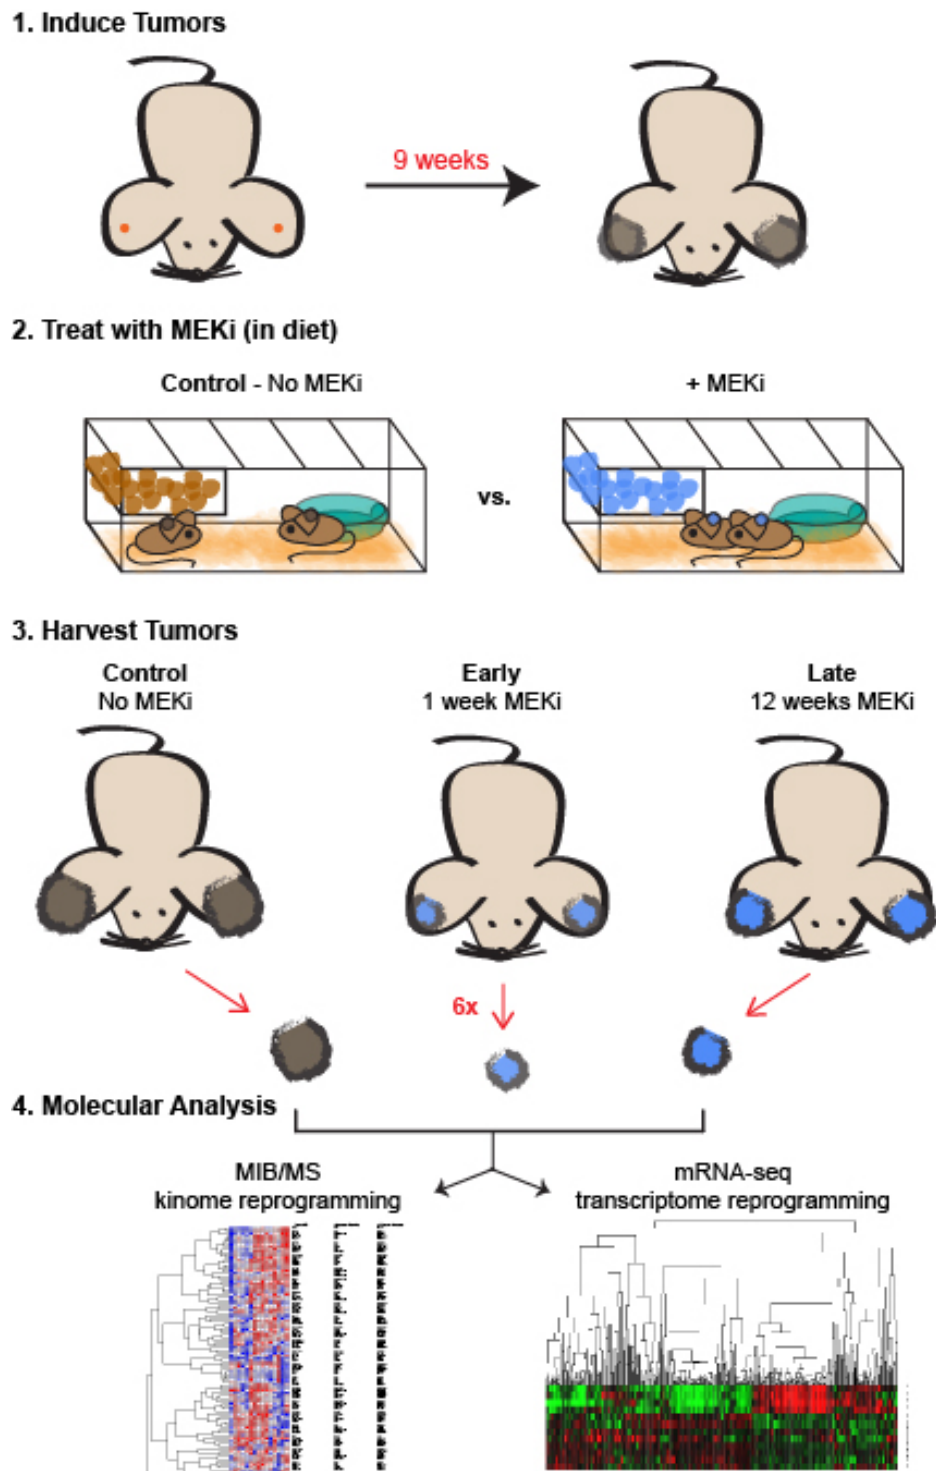 1. Induce Tumors
9 weeks
2. Treat with MEKi (in diet)
Control - No MEKi
+ MEKi
vs.
3. Harvest Tumors
Control
No MEKi
Early
1 week MEKi
Late
12 weeks MEKi
6x
4. Molecular Analysis
MIB/MS
kinome reprogramming
mRNA-seq
transcriptome reprogramming